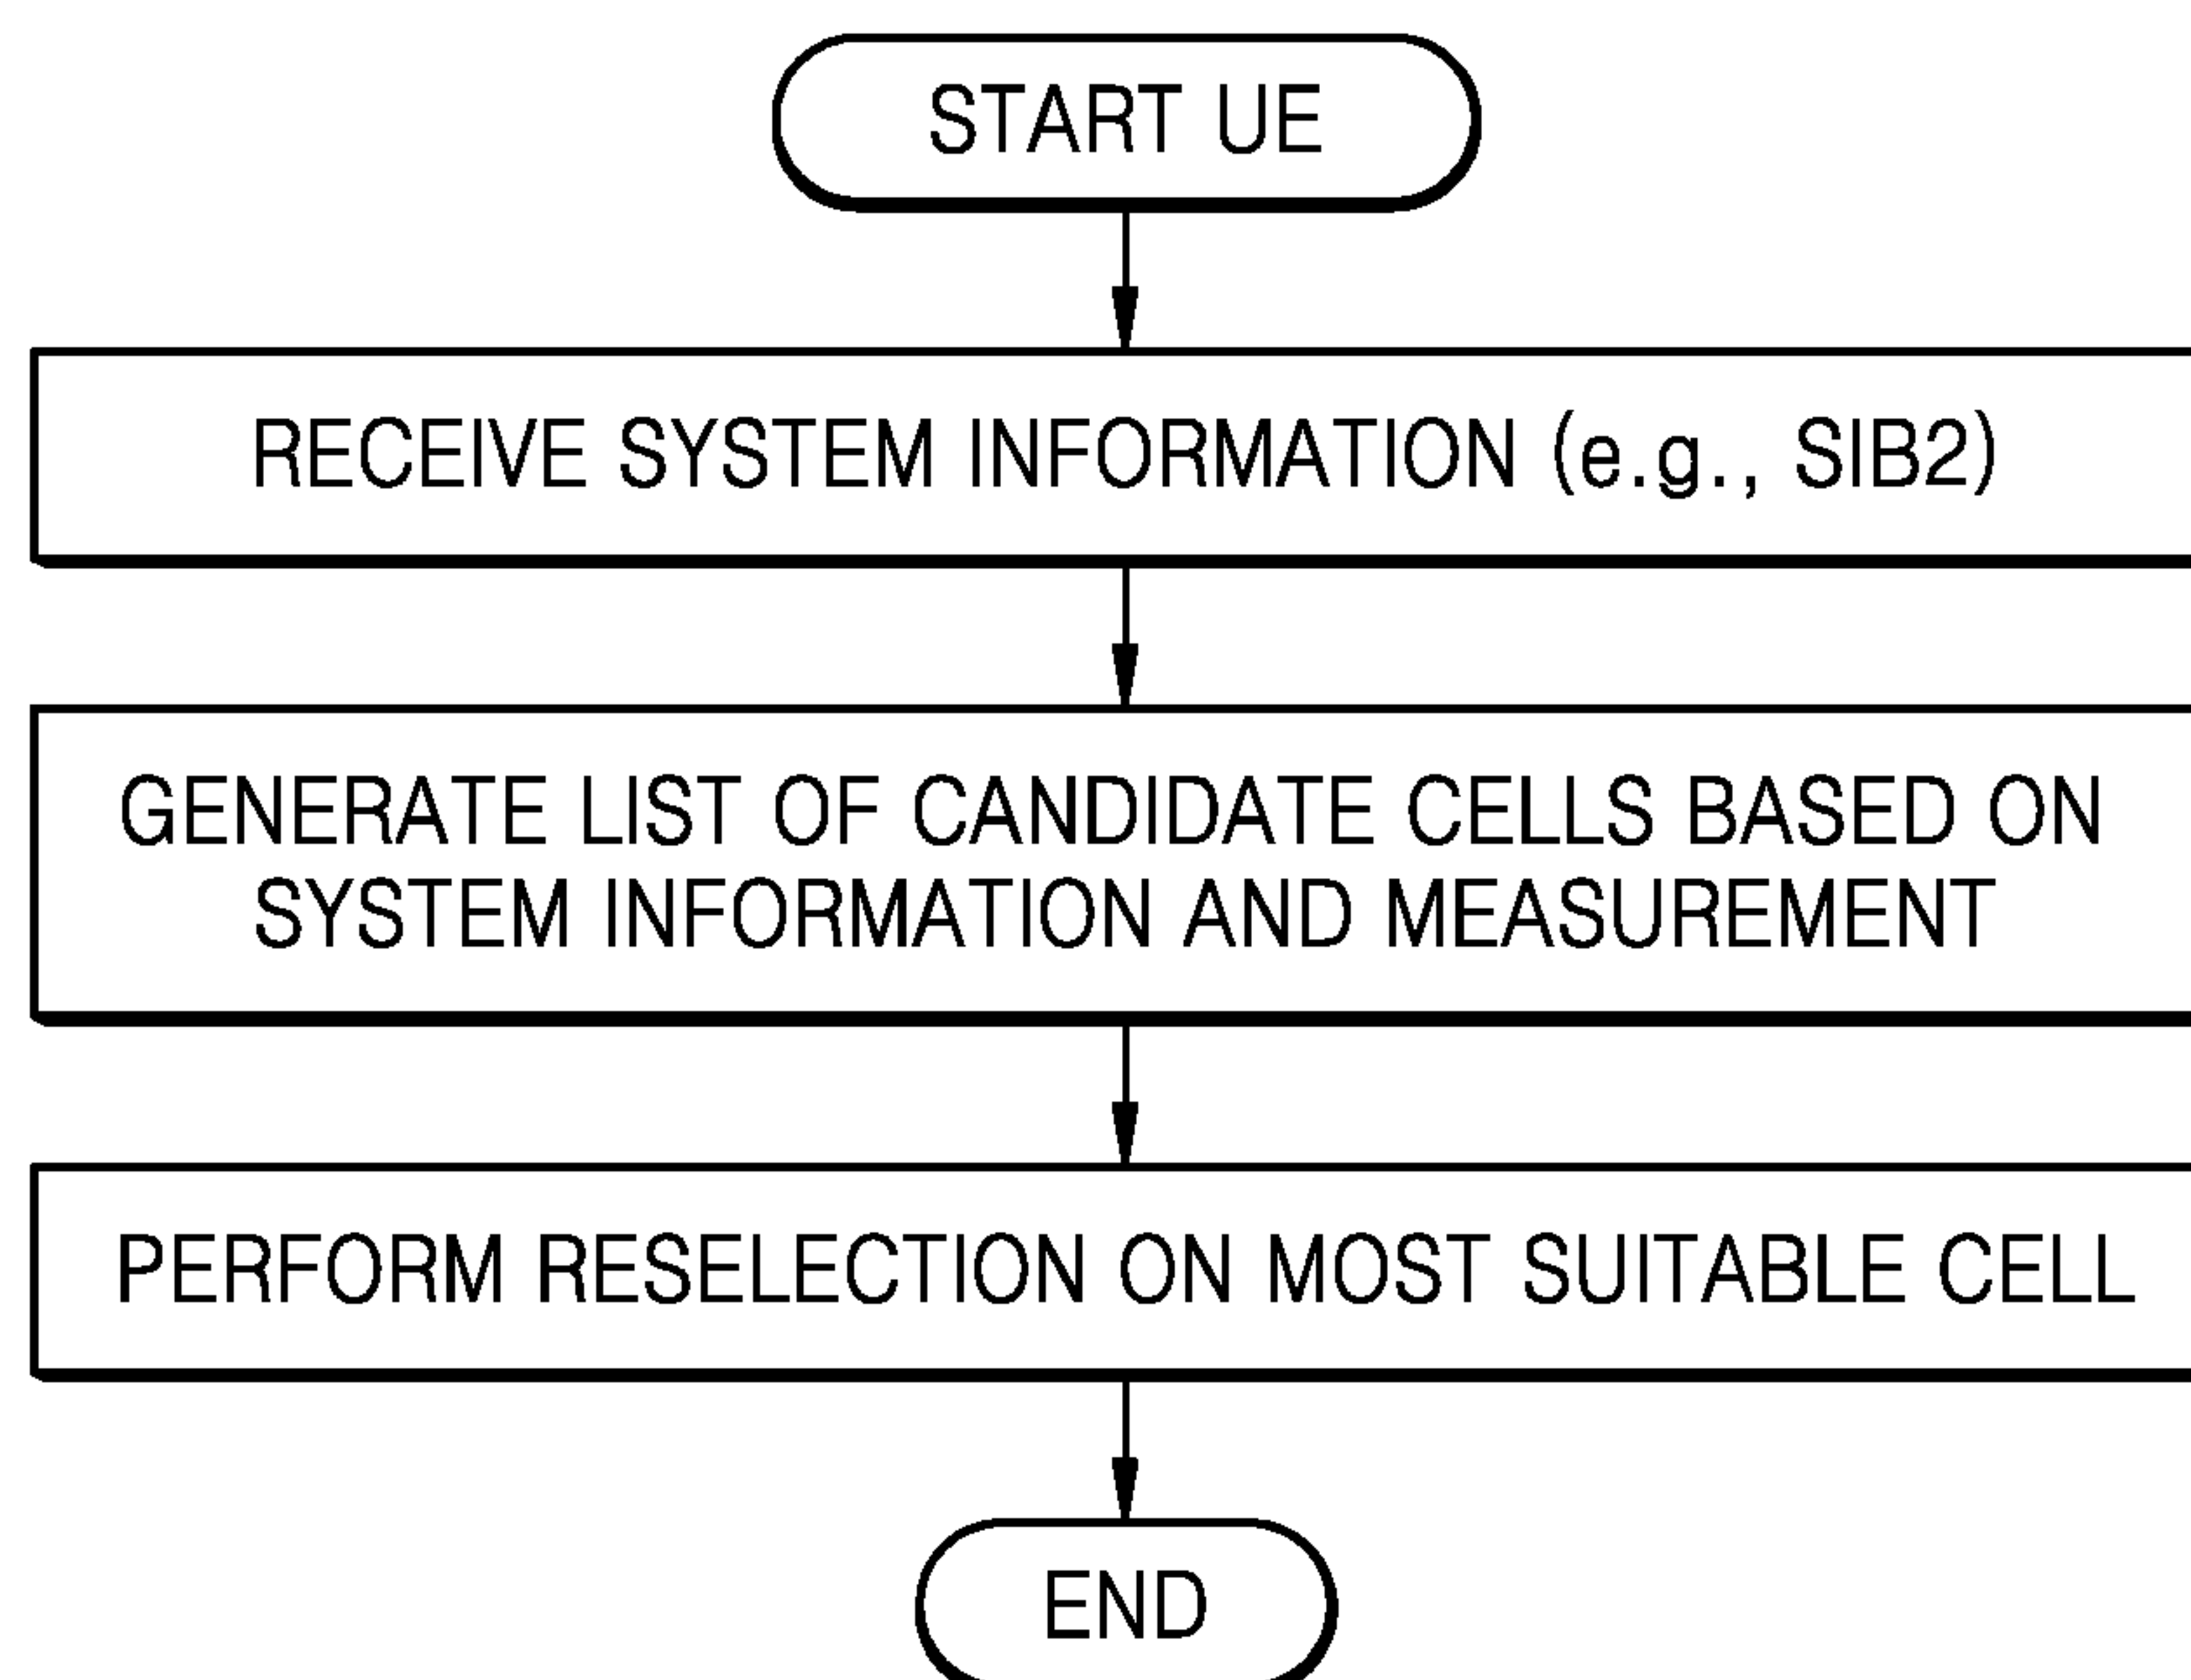 START UE
RECEIVE SYSTEM INFORMATION (e.g., SIB2)
GENERATE LIST OF CANDIDATE CELLS BASED ON
SYSTEM INFORMATION AND MEASUREMENT
PERFORM RESELECTION ON MOST SUITABLE CELL
END